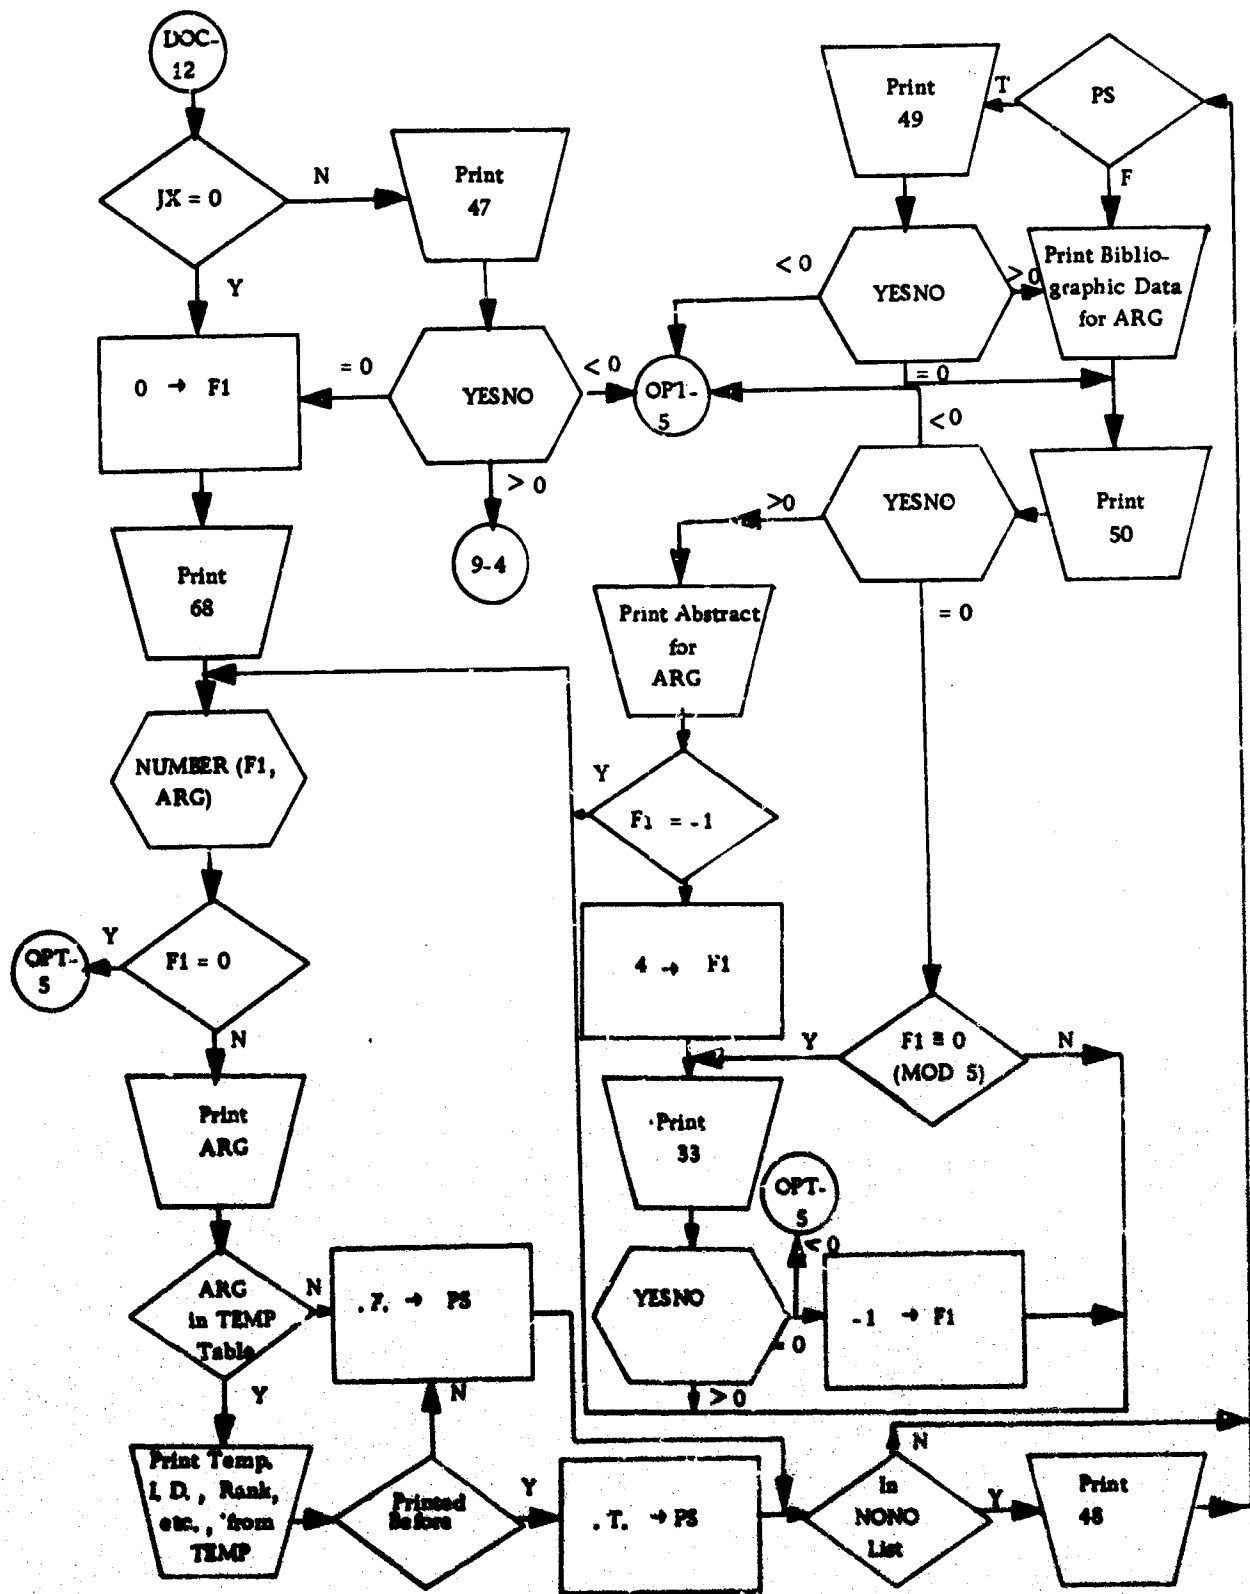 DOC-
12
JX = 0
N
Y
Print
47
0 → F1
= 0
YESNO
< 0
> 0
OPT-
5
9-4
Print
68
NUMBER (F1,
ARG)
F1 = 0
Y
OPT-
5
N
Print
ARG
ARG
in TEMP
Table
N
Y
. F. → PS
Print Temp.
I. D. , Rank,
etc. , from
TEMP
Printed
Before
N
Y
. T. → PS
In
NONO
List
N
Y
Print
48
PS
T
F
Print
49
YESNO
< 0
> 0
= 0
Print Biblio-
graphic Data
for ARG
Print
50
YESNO
< 0
>0
= 0
Print Abstract
for
ARG
F1 = -1
Y
4 → F1
F1 ≡ 0
(MOD 5)
Y
N
Print
33
YESNO
OPT-
5
< 0
= 0
> 0
-1 → F1